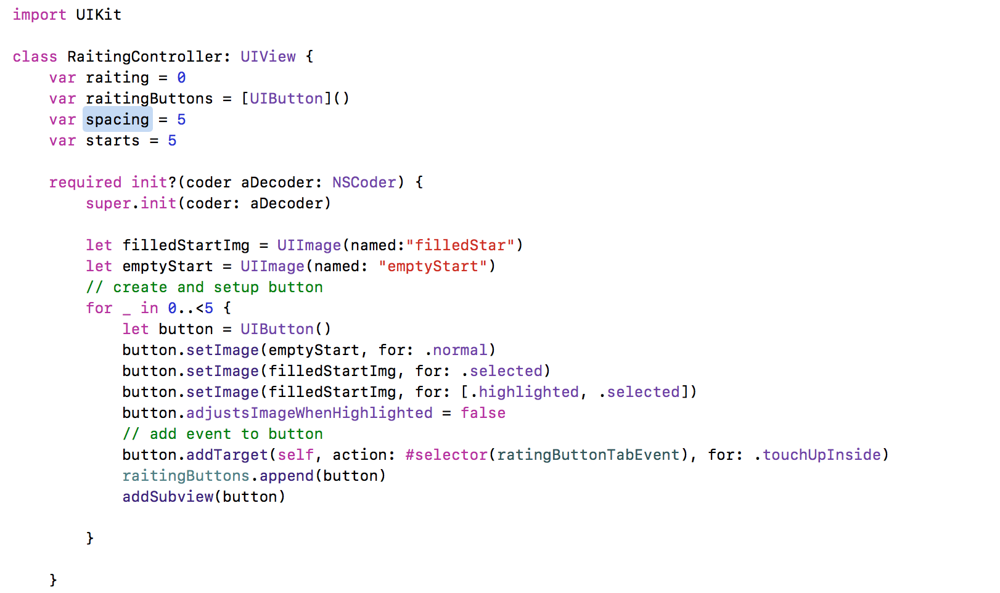 import UIKit
class RaitingController: UIView {
var raiting = 0
var raitingButtons = [UIButton]()
var spacing = 5
var starts = 5
required init?(coder aDecoder: NSCoder) {
super.init(coder: aDecoder)
let filledStartImg = UIImage(named:"filledStar")
let emptyStart = UIImage(named: "emptyStart")
// create and setup button
for _ in 0..<5 {
let button = UIButton()
button.setImage(emptyStart, for: .normal)
button.setImage(filledStartImg, for: .selected)
button.setImage(filledStartImg, for: [.highlighted, .selected])
button.adjustsImageWhenHighlighted = false
// add event to button
button.addTarget(self, action: #selector(ratingButtonTabEvent), for: .touchUpInside)
raitingButtons.append(button)
addSubview(button)
}
}